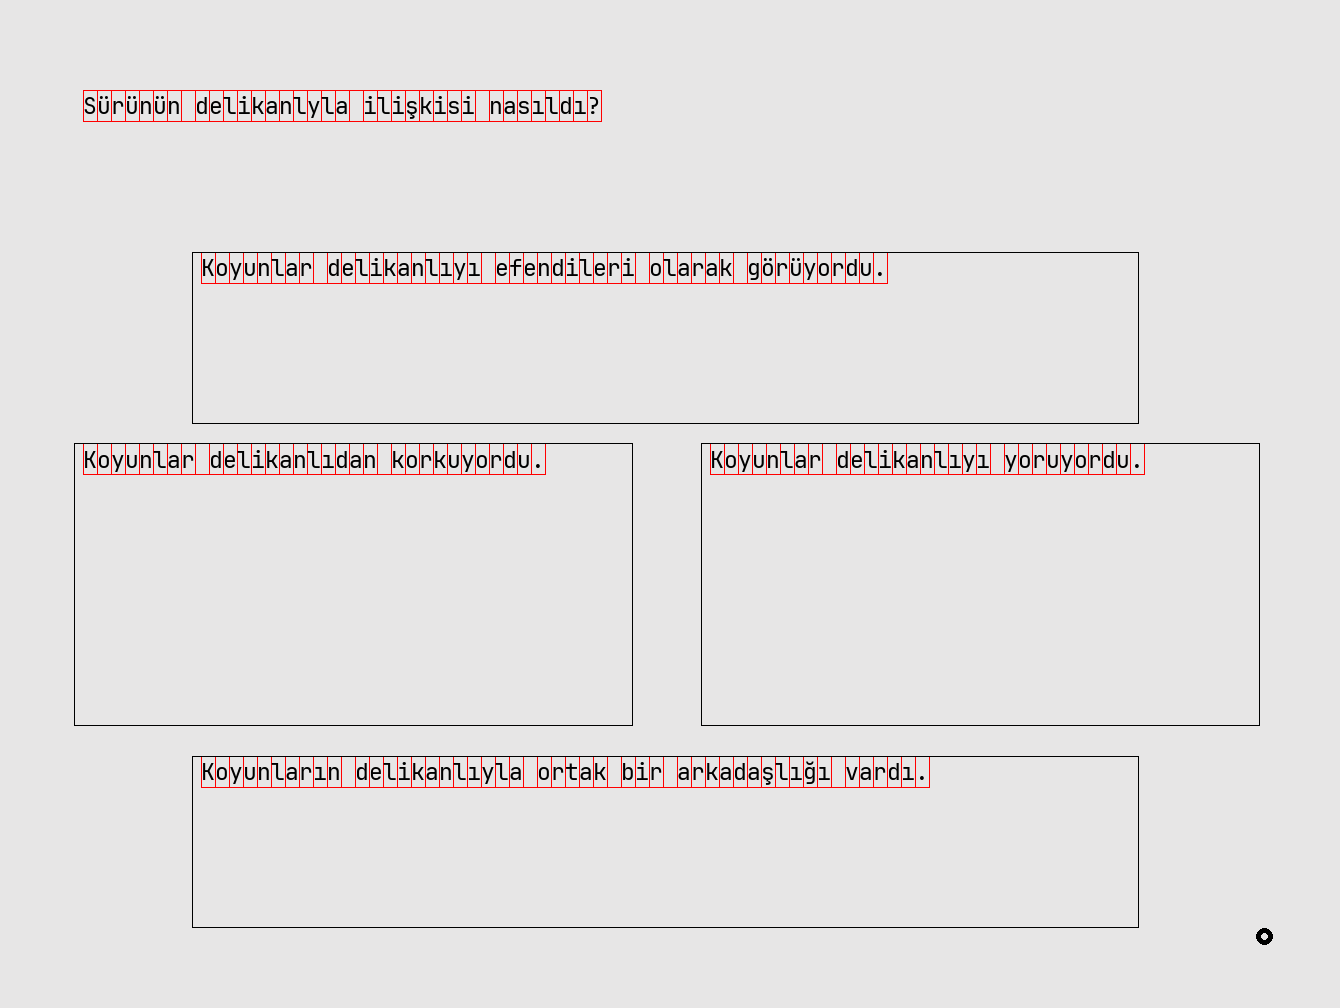 Sürünün delikanlyla ilişkisi nasıldı?
Koyunlar delikanlıyı efendileri olarak görüyordu.
Koyunlar delikanlıdan korkuyordu.
Koyunlar delikanlıyı yoruyordu.
Koyunların delikanlıyla ortak bir arkadaşlığı vardı.